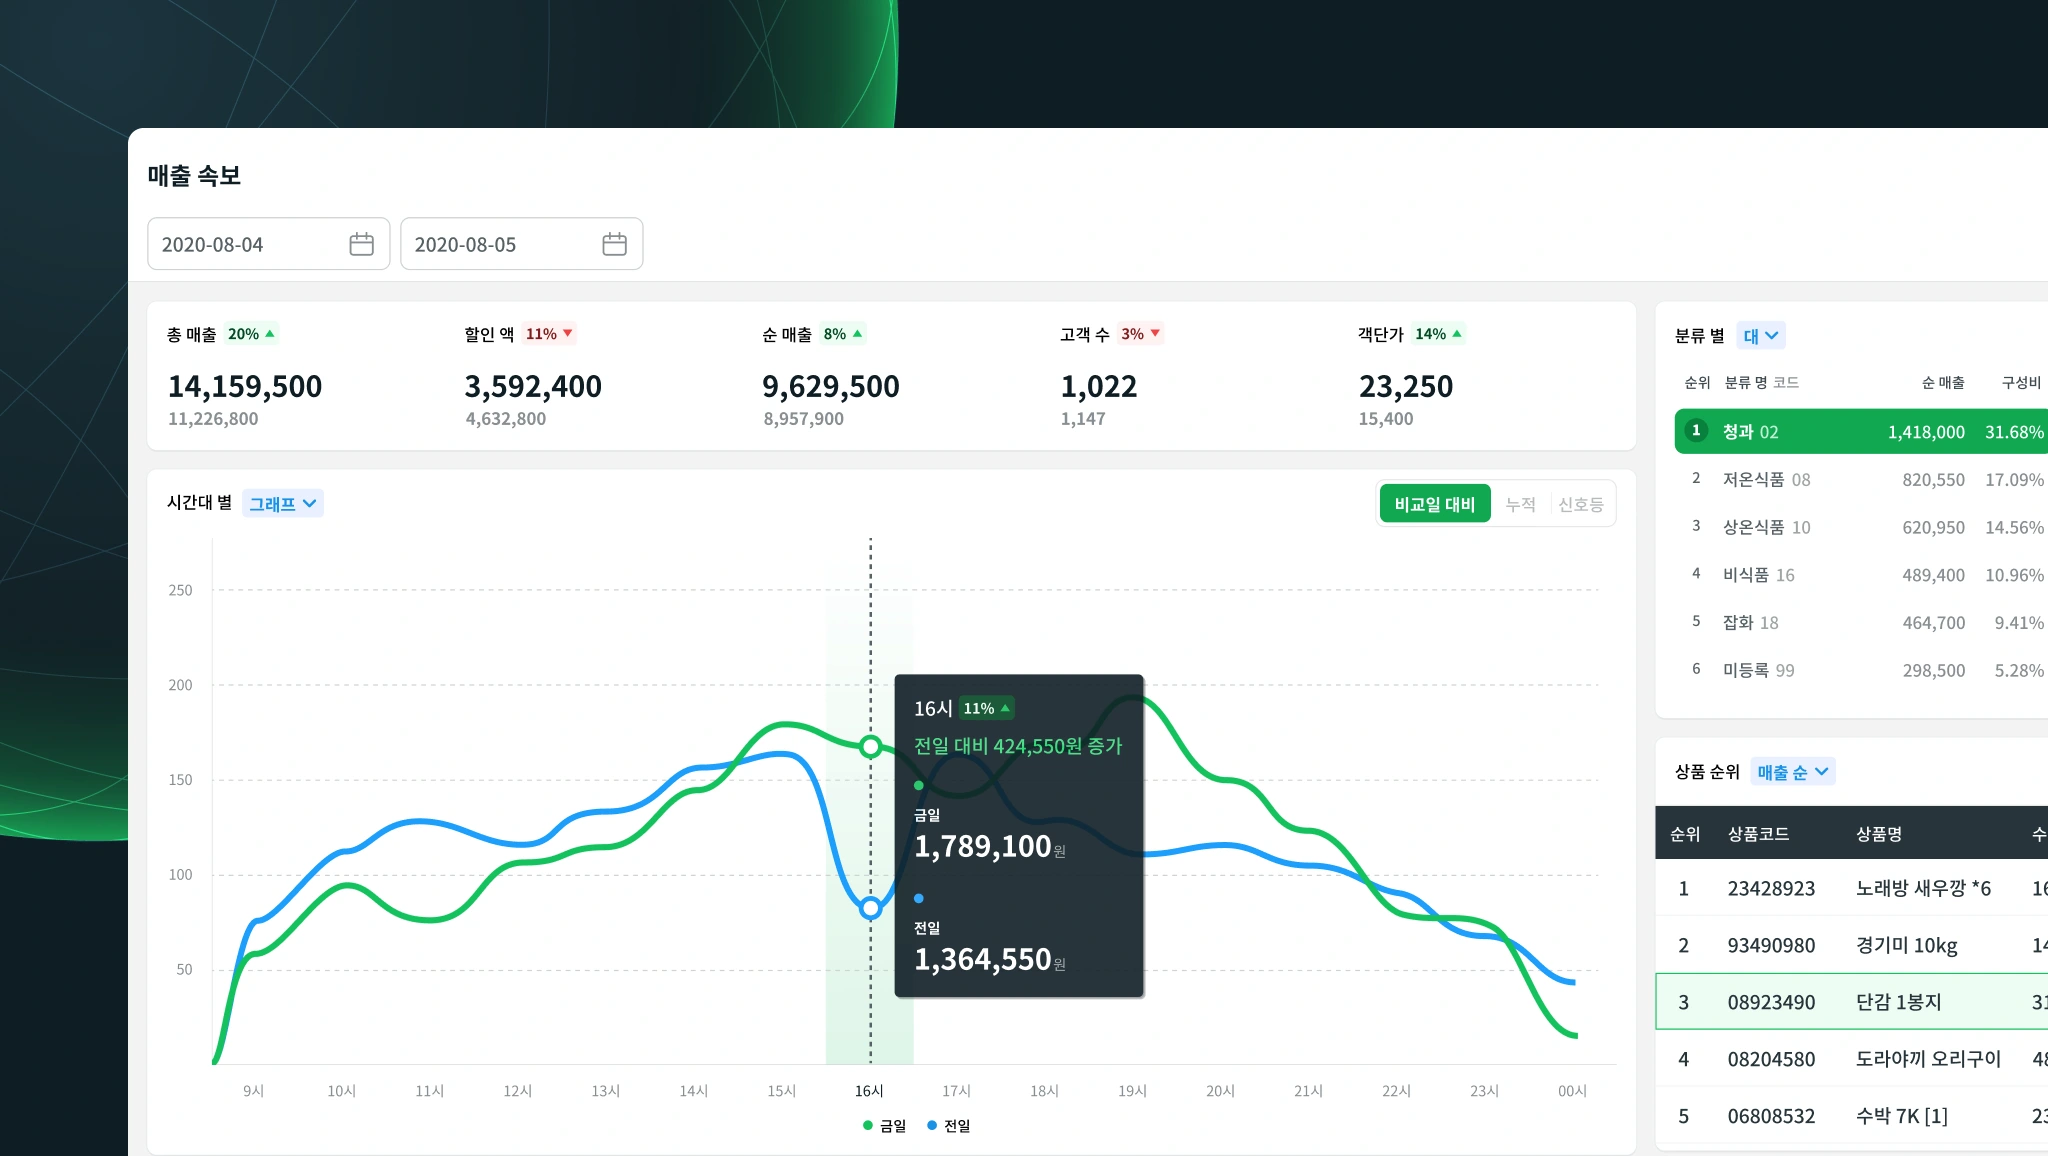 매출 속보
2020-08-04 2020-08-05
총 매출 20% 할인 액 11% 순 매출 8% 고객 수 3% 객단가 14%
14,159,500 3,592,400 9,629,500 1,022 23,250
11,226,800 4,632,800 8,957,900 1,147 15,400
시간대 별 그래프 비교일 대비 누적 신호등
250
200
150
100
50
16시 11%
전일 대비 424,550원 증가
금일
1,789,100원
전일
1,364,550원
9시 10시 11시 12시 13시 14시 15시 16시 17시 18시 19시 20시 21시 22시 23시 00시
금일 전일
분류 별 대
순위 분류 명 코드 순 매출 구성비
1 청과 02 1,418,000 31.68%
2 저온식품 08 820,550 17.09%
3 상온식품 10 620,950 14.56%
4 비식품 16 489,400 10.96%
5 잡화 18 464,700 9.41%
6 미등록 99 298,500 5.28%
상품 순위 매출 순
순위 상품코드 상품명 수
1 23428923 노래방 새우깡 *6 16
2 93490980 경기미 10kg 14
3 08923490 단감 1봉지 31
4 08204580 도라야끼 오리구이 48
5 06808532 수박 7K [1] 23